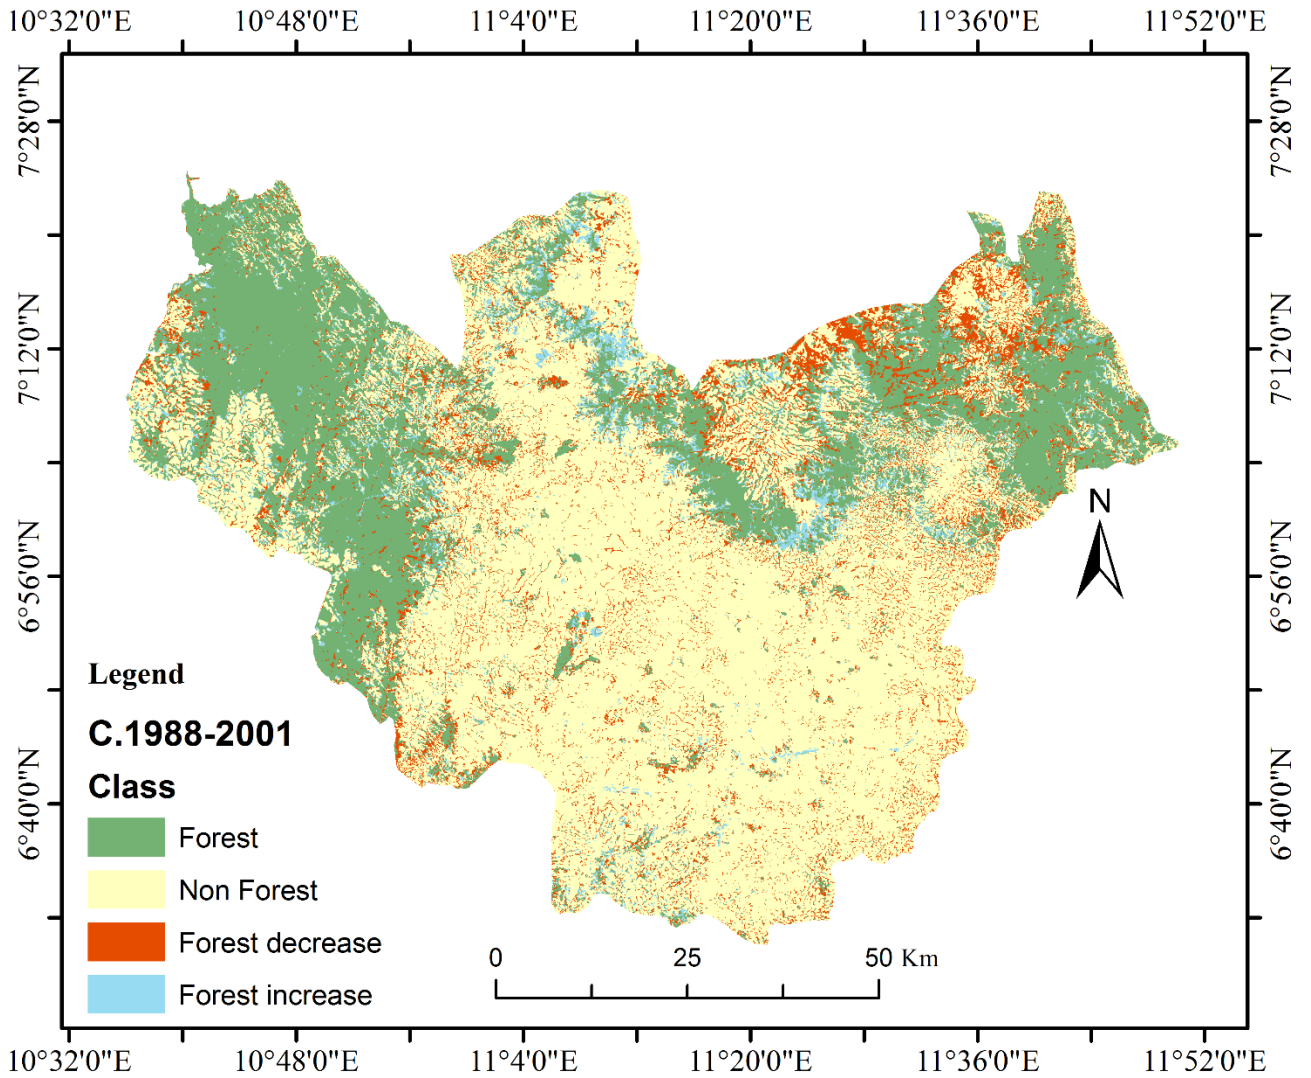 10°32'0"E 10°48'0"E 11°4'0"E 11°20'0"E 11°36'0"E 11°52'0"E
7°28'0"N 7°28'0"N
7°12'0"N 7°12'0"N
N
6°56'0"N 6°56'0"N
Legend
C.1988-2001
Class
6°40'0"N 6°40'0"N
Forest
Non Forest
Forest decrease
Forest increase
0 25 50 Km
10°32'0"E 10°48'0"E 11°4'0"E 11°20'0"E 11°36'0"E 11°52'0"E